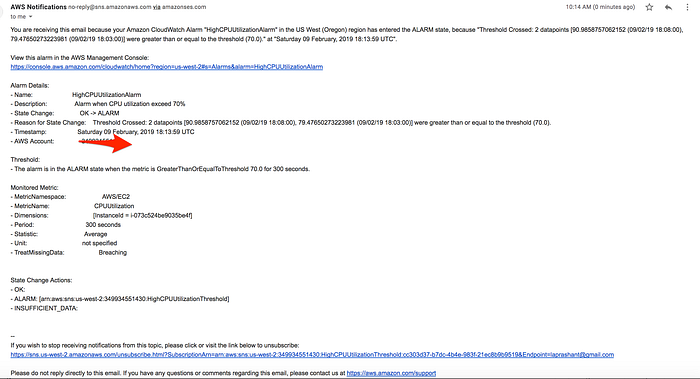 AWS Notifications no-reply@sns.amazonaws.com via amazonses.com
10:14 AM (0 minutes ago)
to me
You are receiving this email because your Amazon CloudWatch Alarm "HighCPUUtilizationAlarm" in the US West (Oregon) region has entered the ALARM state, because "Threshold Crossed: 2 datapoints [90.9858757062152 (09/02/19 18:08:00),
79.47650273223981 (09/02/19 18:03:00)] were greater than or equal to the threshold (70.0)." at "Saturday 09 February, 2019 18:13:59 UTC".
View this alarm in the AWS Management Console:
https://console.aws.amazon.com/cloudwatch/home?region=us-west-2#s=Alarms&alarm=HighCPUUtilizationAlarm
Alarm Details:
- Name: HighCPUUtilizationAlarm
- Description: Alarm when CPU utilization exceed 70%
- State Change: OK -> ALARM
- Reason for State Change: Threshold Crossed: 2 datapoints [90.9858757062152 (09/02/19 18:08:00), 79.47650273223981 (09/02/19 18:03:00)] were greater than or equal to the threshold (70.0).
- Timestamp: Saturday 09 February, 2019 18:13:59 UTC
- AWS Account:
Threshold:
- The alarm is in the ALARM state when the metric is GreaterThanOrEqualToThreshold 70.0 for 300 seconds.
Monitored Metric:
- MetricNamespace: AWS/EC2
- MetricName: CPUUtilization
- Dimensions: [InstanceId = i-073c524be9035be4f]
- Period: 300 seconds
- Statistic: Average
- Unit: not specified
- TreatMissingData: Breaching
State Change Actions:
- OK:
- ALARM: [arn:aws:sns:us-west-2:349934551430:HighCPUUtilizationThreshold]
- INSUFFICIENT_DATA:
--
If you wish to stop receiving notifications from this topic, please click or visit the link below to unsubscribe:
https://sns.us-west-2.amazonaws.com/unsubscribe.html?SubscriptionArn=arn:aws:sns:us-west-2:349934551430:HighCPUUtilizationThreshold:cc303d37-b7dc-4b4e-983f-21ec8b9b9519&Endpoint=laprashant@gmail.com
Please do not reply directly to this email. If you have any questions or comments regarding this email, please contact us at https://aws.amazon.com/support